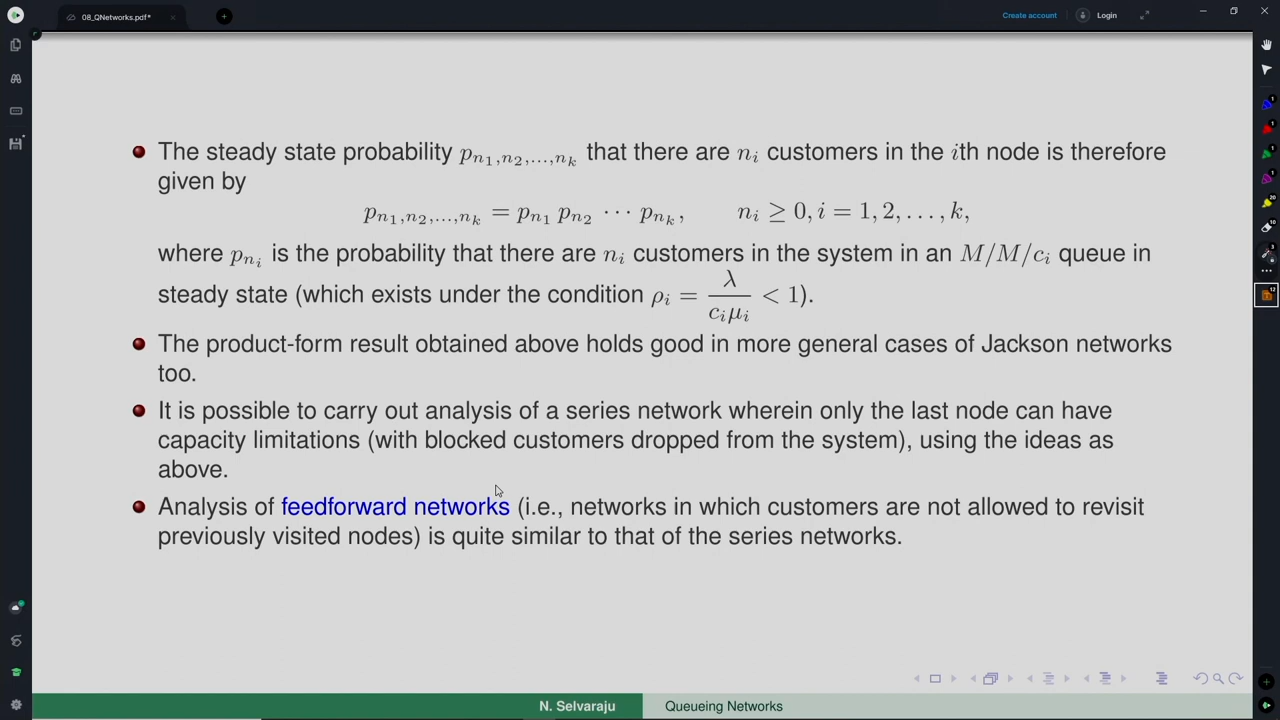 08_QNetworks.pdf*
Create account
Login
The steady state probability p_{n_1,n_2,...,n_k} that there are n_i customers in the ith node is therefore
given by
p_{n_1,n_2,...,n_k} = p_{n_1} p_{n_2} ··· p_{n_k}, n_i ≥ 0, i = 1, 2, . . . , k,
where p_{n_i} is the probability that there are n_i customers in the system in an M/M/c_i queue in
steady state (which exists under the condition ρ_i = λ/(c_iμ_i) < 1).
The product-form result obtained above holds good in more general cases of Jackson networks
too.
It is possible to carry out analysis of a series network wherein only the last node can have
capacity limitations (with blocked customers dropped from the system), using the ideas as
above.
Analysis of feedforward networks (i.e., networks in which customers are not allowed to revisit
previously visited nodes) is quite similar to that of the series networks.
N. Selvaraju
Queueing Networks